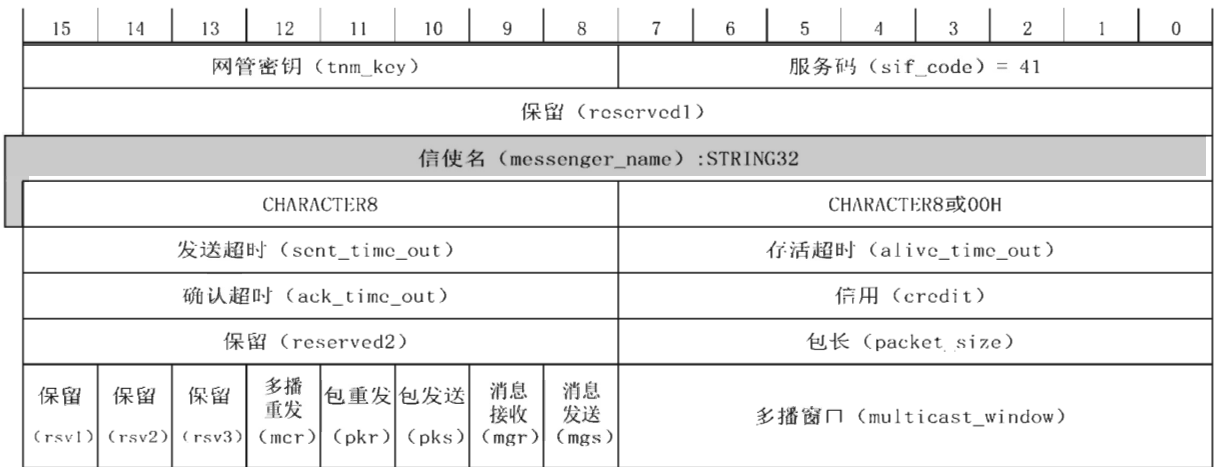 15 14 13 12 11 10 9 8 7 6 5 4 3 2 1 0
网管密钥（tnm_key） 服务码（sif_code）= 41
保留（reserved1）
信使名（messenger_name）:STRING32
CHARACTER8 CHARACTER8或00H
发送超时（sent_time_out） 存活超时（alive_time_out）
确认超时（ack_time_out） 信用（credit）
保留（reserved2） 包长（packet_size）
保留 保留 保留 多播重发 包重发 包发送 消息接收 消息发送 多播窗口（multicast_window）
（rsv1） （rsv2） （rsv3） （mcr） （pkr） （pks） （mgr） （mgs）